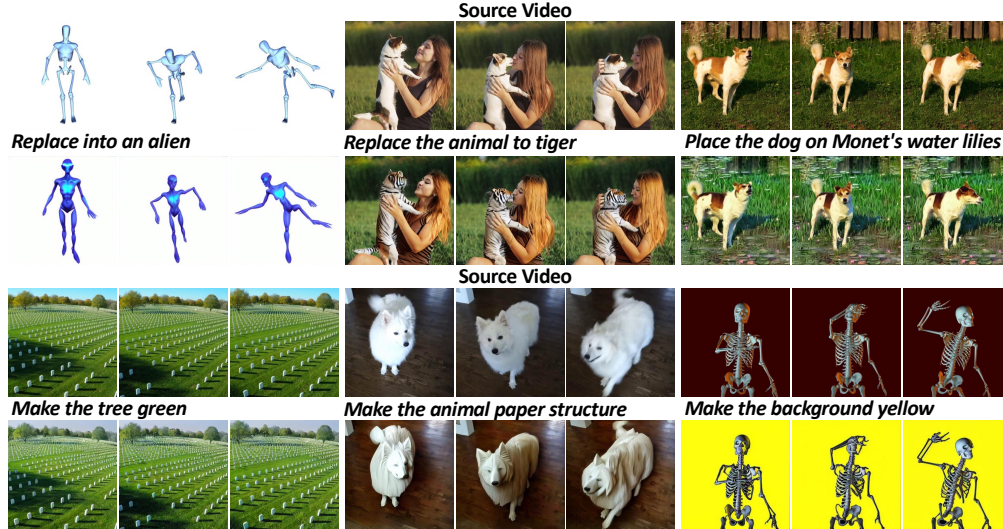 Source Video
Replace into an alien
Replace the animal to tiger
Place the dog on Monet's water lilies
Source Video
Make the tree green
Make the animal paper structure
Make the background yellow